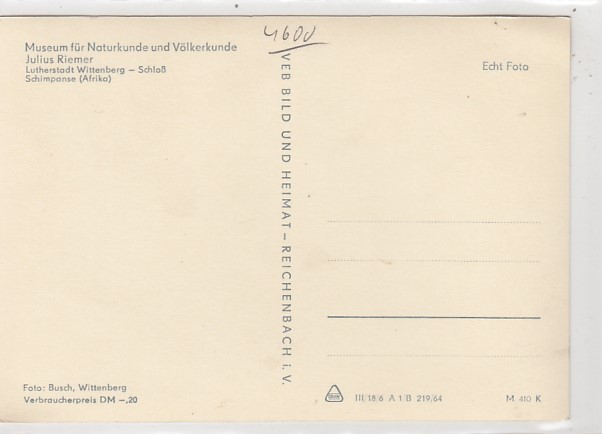 4600
Museum für Naturkunde und Völkerkunde
Julius Riemer
Lutherstadt Wittenberg – Schloß
Schimpanse (Afrika)
Echt Foto
VEB BILD UND HEIMAT – REICHENBACH i. V.
Foto: Busch, Wittenberg
Verbraucherpreis DM –,20
III/18/6 A 1 B 219/64
M 410 K